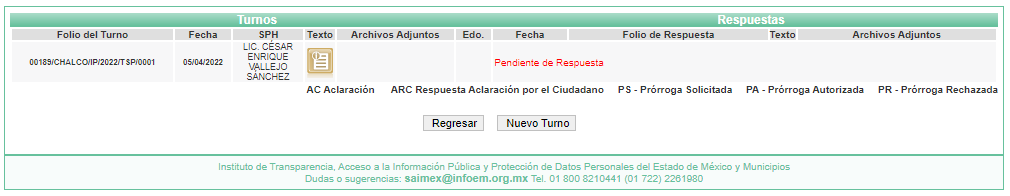 Turnos Respuestas
Folio del Turno Fecha SPH Texto Archivos Adjuntos Edo. Fecha Folio de Respuesta Texto Archivos Adjuntos
00189/CHALCO/IP/2022/TSP/0001 05/04/2022 LIC. CÉSAR
ENRIQUE
VALLEJO
SÁNCHEZ
Pendiente de Respuesta
AC Aclaración ARC Respuesta Aclaración por el Ciudadano PS - Prórroga Solicitada PA - Prórroga Autorizada PR - Prórroga Rechazada
Regresar Nuevo Turno
Instituto de Transparencia, Acceso a la Información Pública y Protección de Datos Personales del Estado de México y Municipios
Dudas o sugerencias: saimex@infoem.org.mx Tel. 01 800 8210441 (01 722) 2261980